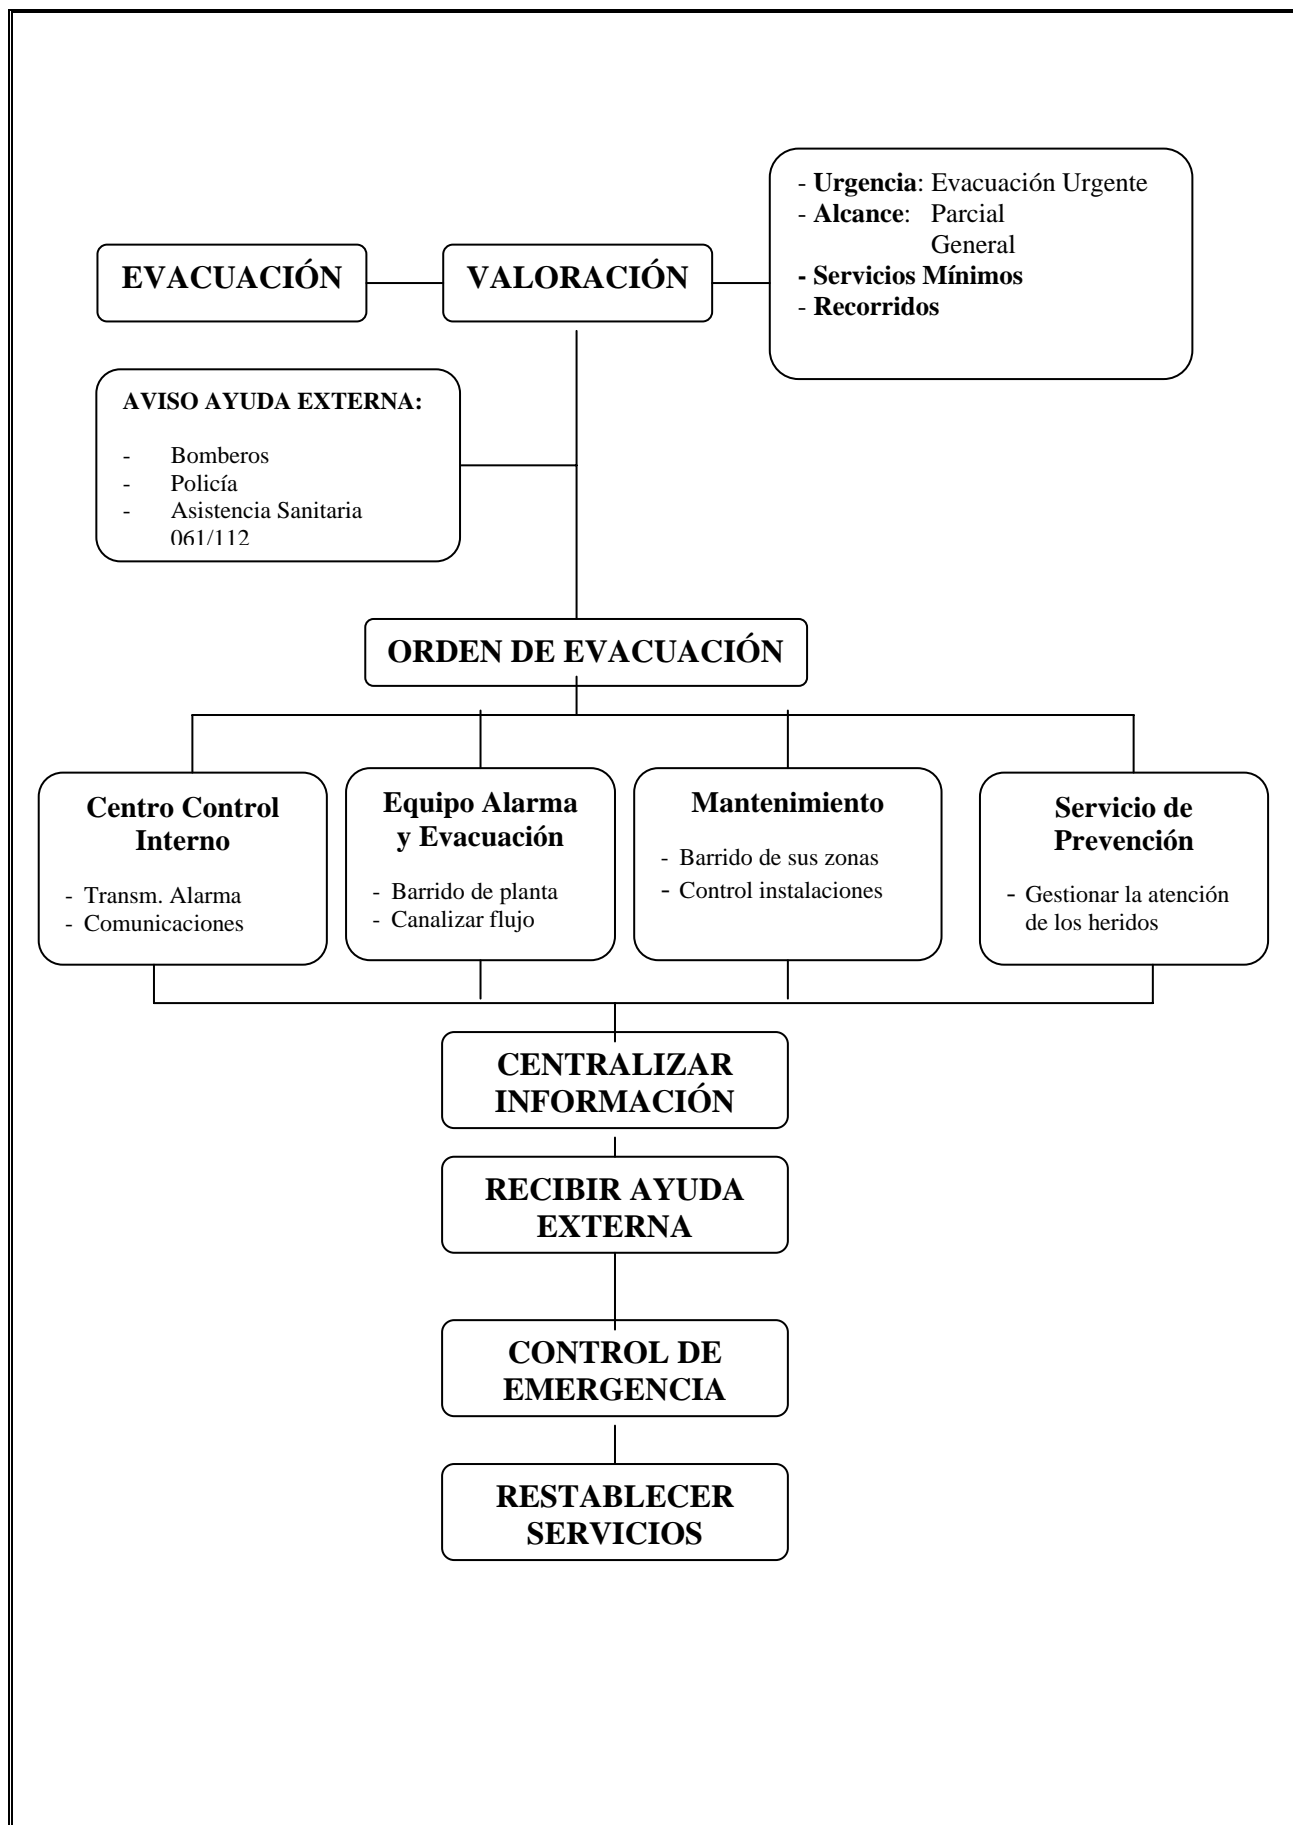 - Urgencia: Evacuación Urgente
- Alcance: Parcial
General
- Servicios Mínimos
- Recorridos
EVACUACIÓN
VALORACIÓN
AVISO AYUDA EXTERNA:
- Bomberos
- Policía
- Asistencia Sanitaria
061/112
ORDEN DE EVACUACIÓN
Centro Control
Interno
- Transm. Alarma
- Comunicaciones
Equipo Alarma
y Evacuación
- Barrido de planta
- Canalizar flujo
Mantenimiento
- Barrido de sus zonas
- Control instalaciones
Servicio de
Prevención
- Gestionar la atención
de los heridos
CENTRALIZAR
INFORMACIÓN
RECIBIR AYUDA
EXTERNA
CONTROL DE
EMERGENCIA
RESTABLECER
SERVICIOS